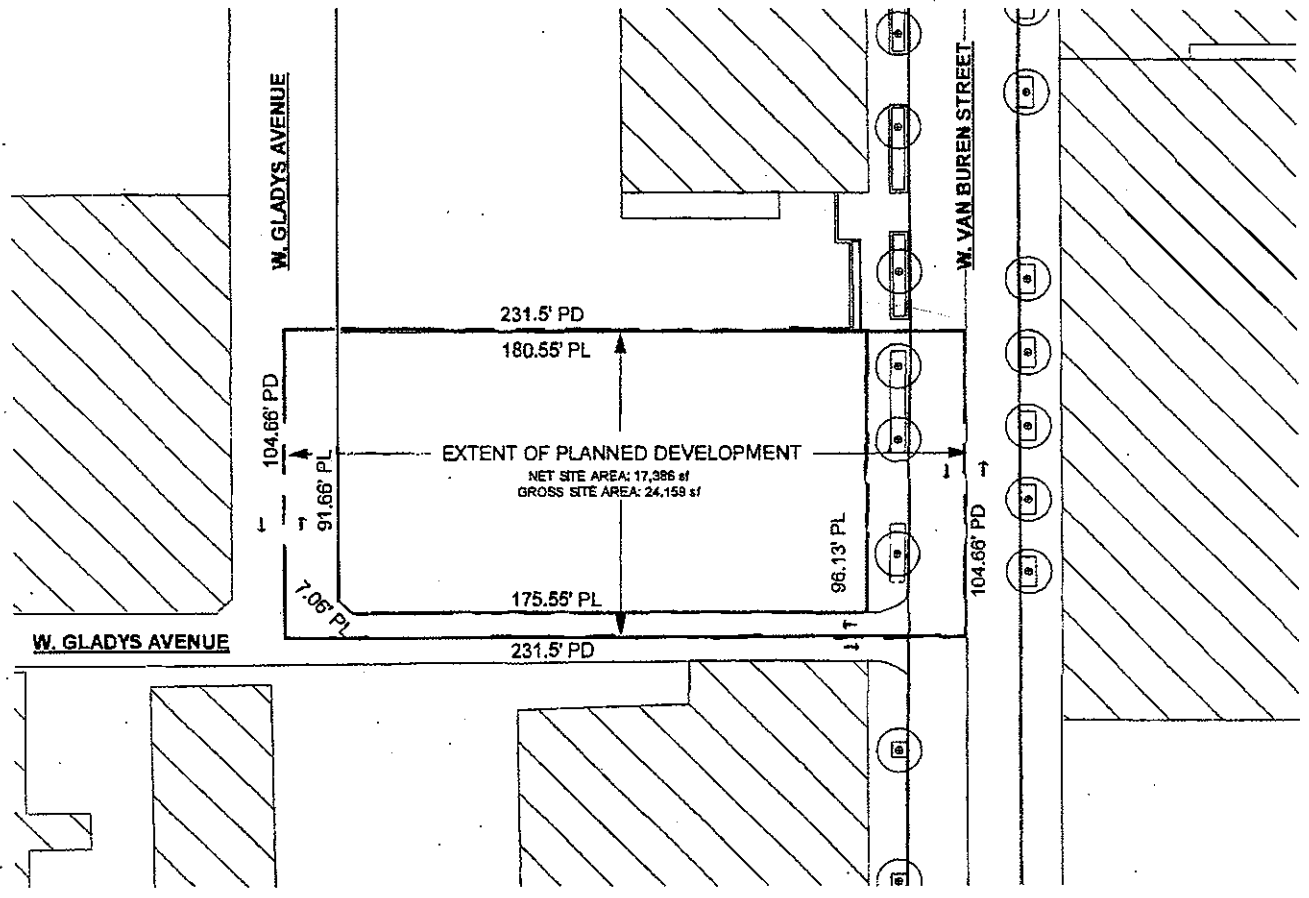 W. GLADYS AVENUE
W. VAN BUREN STREET
231.5' PD
180.55' PL
104.66' PD
91.66' PL
EXTENT OF PLANNED DEVELOPMENT
NET SITE AREA: 17,386 sf
GROSS SITE AREA: 24,159 sf
96.13' PL
104.66' PD
7.06' PL
175.55' PL
W. GLADYS AVENUE
231.5' PD